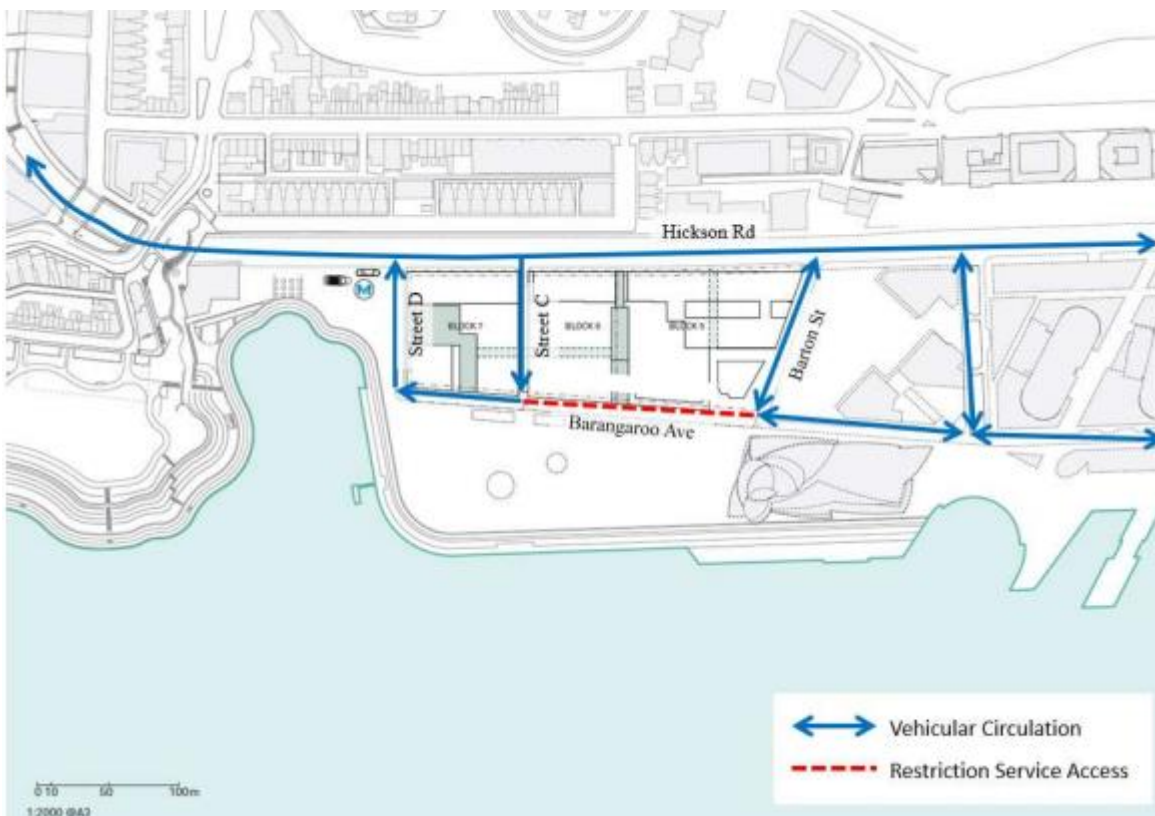 Hickson Rd
M
Street D
BLOCK 7
Street C
BLOCK 6
BLOCK 5
Barton St
Barangaroo Ave
Vehicular Circulation
Restriction Service Access
0 10 50 100m
1:2000 @A3